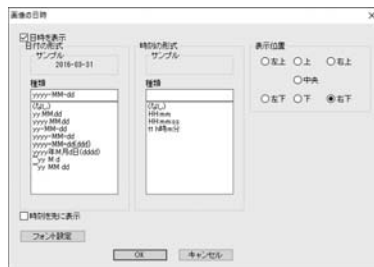 画像の日時
日時を表示
日付の形式
サンプル
2016-03-31
種類
yyyy-MM-dd
(なし)
yy.MM.dd
yyyy.MM.dd
yy-MM-dd
yyyy-MM-dd
yyyy-MM-dd(ddd)
yyyy年M月d日(dddd)
時刻の形式
サンプル
種類
(なし)
HH:mm
HH:mm:ss
表示位置
左上 上 右上
中央
左下 下 右下
時刻を先に表示
フォント設定
OK キャンセル